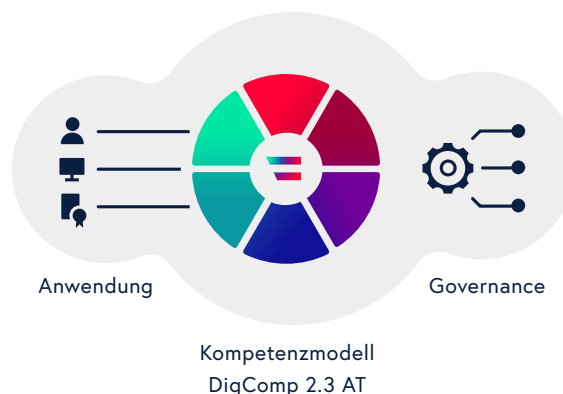 Anwendung
Governance
Kompetenzmodell
DigComp 2.3 AT